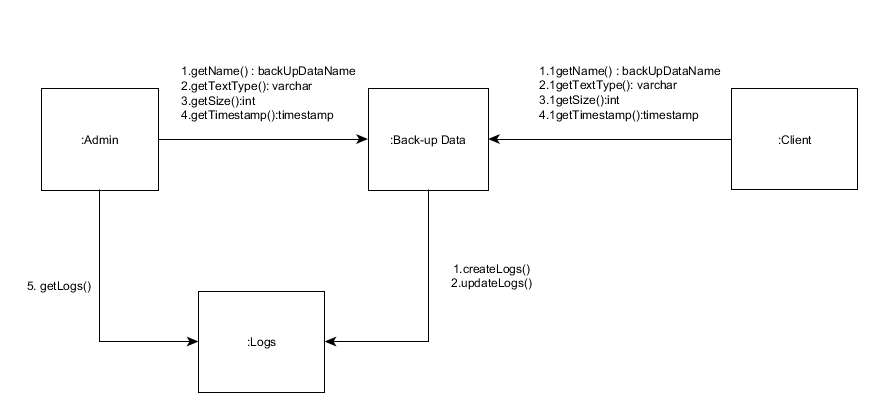 1.getName() : backUpDataName
2.getTextType(): varchar
3.getSize():int
4.getTimestamp():timestamp
1.1getName() : backUpDataName
2.1getTextType(): varchar
3.1getSize():int
4.1getTimestamp():timestamp
:Admin
:Back-up Data
:Client
5. getLogs()
1.createLogs()
2.updateLogs()
:Logs